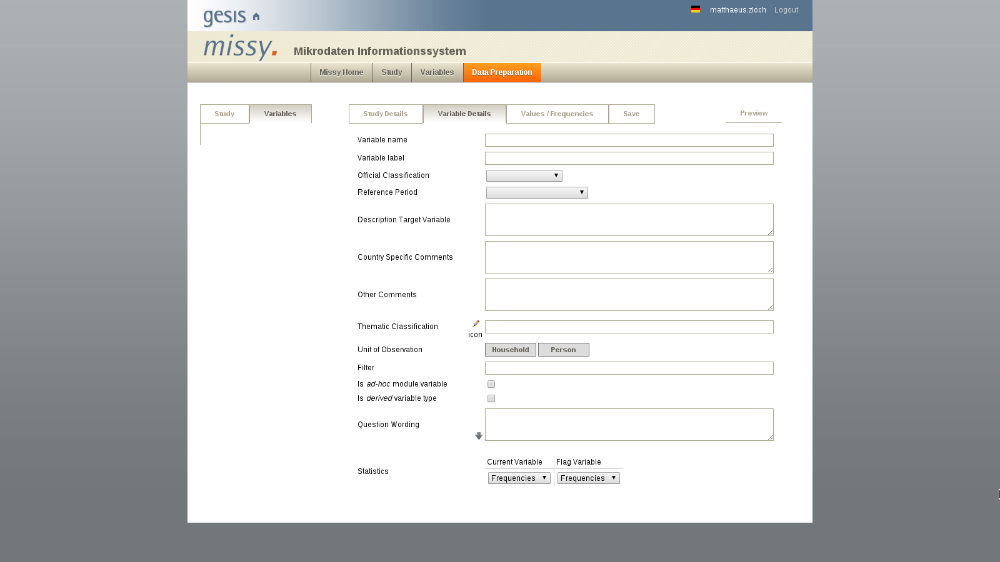 gesis
matthaeus.zloch Logout
missy. Mikrodaten Informationssystem
Missy Home Study Variables Data Preparation
Study Variables Study Details Variable Details Values / Frequencies Save Preview
Variable name
Variable label
Official Classification
Reference Period
Description Target Variable
Country Specific Comments
Other Comments
Thematic Classification
icon
Unit of Observation Household Person
Filter
Is ad-hoc module variable
Is derived variable type
Question Wording
Current Variable Flag Variable
Statistics
Frequencies Frequencies